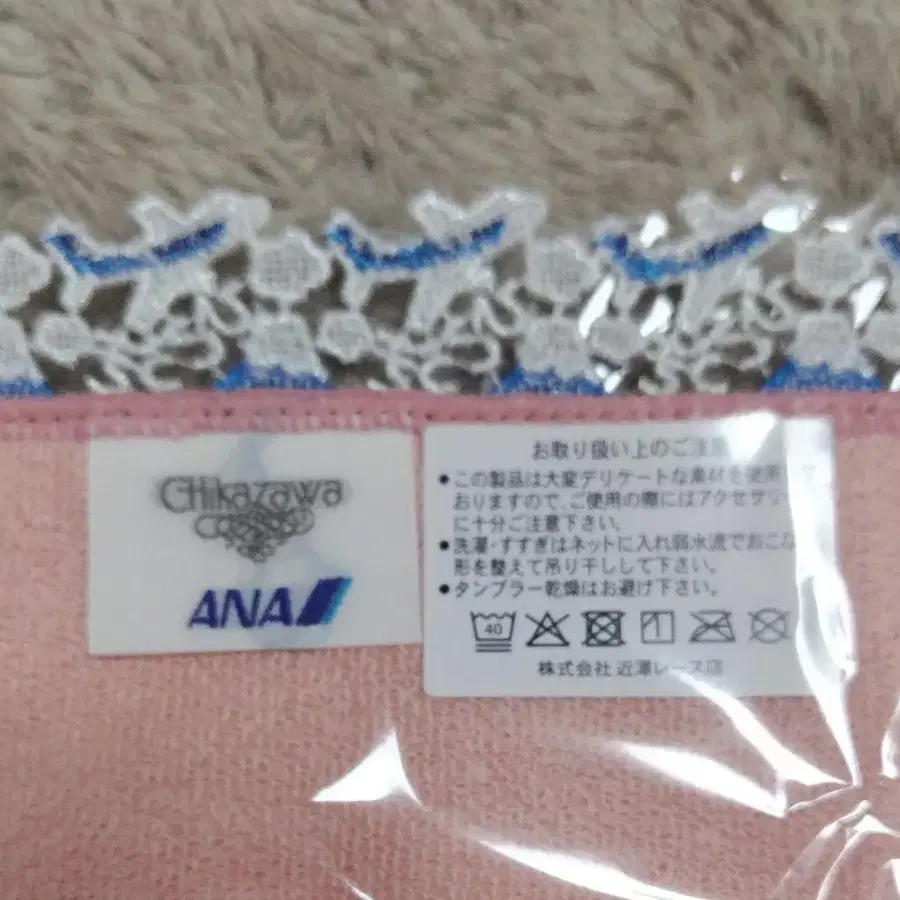 Chikazawa
ANA
お取り扱い上のご注意
●この製品は大変デリケートな素材を使用
おりますので、ご使用の際にはアクセサリ
に十分ご注意下さい。
●洗濯・すすぎはネットに入れ弱水流でおこな
形を整えて吊り干しして下さい。
●タンブラー乾燥はお避け下さい。
40
株式会社 近澤レース店